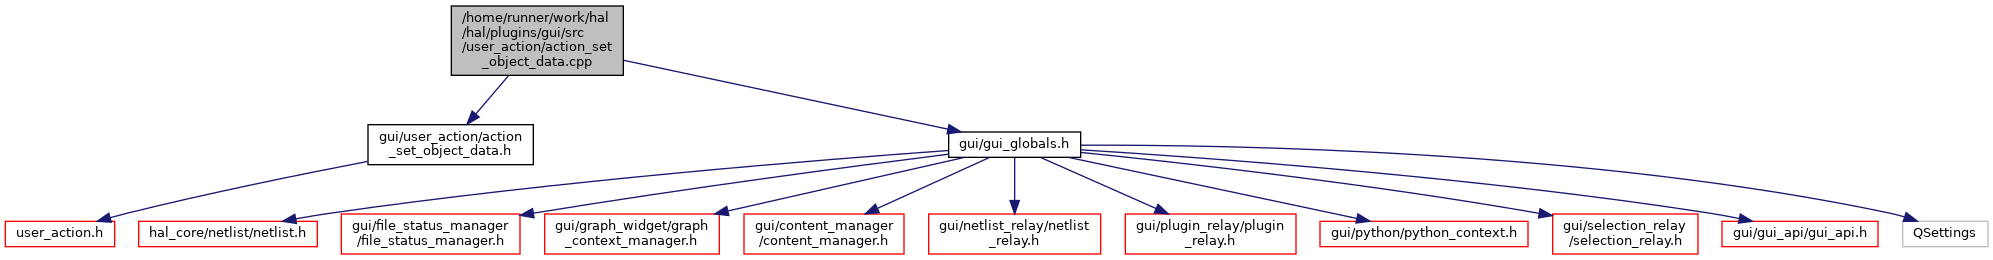 /home/runner/work/hal
/hal/plugins/gui/src
/user_action/action_set
_object_data.cpp
gui/user_action/action
_set_object_data.h
gui/gui_globals.h
user_action.h
hal_core/netlist/netlist.h
gui/file_status_manager
/file_status_manager.h
gui/graph_widget/graph
_context_manager.h
gui/content_manager
/content_manager.h
gui/netlist_relay/netlist
_relay.h
gui/plugin_relay/plugin
_relay.h
gui/python/python_context.h
gui/selection_relay
/selection_relay.h
gui/gui_api/gui_api.h
QSettings